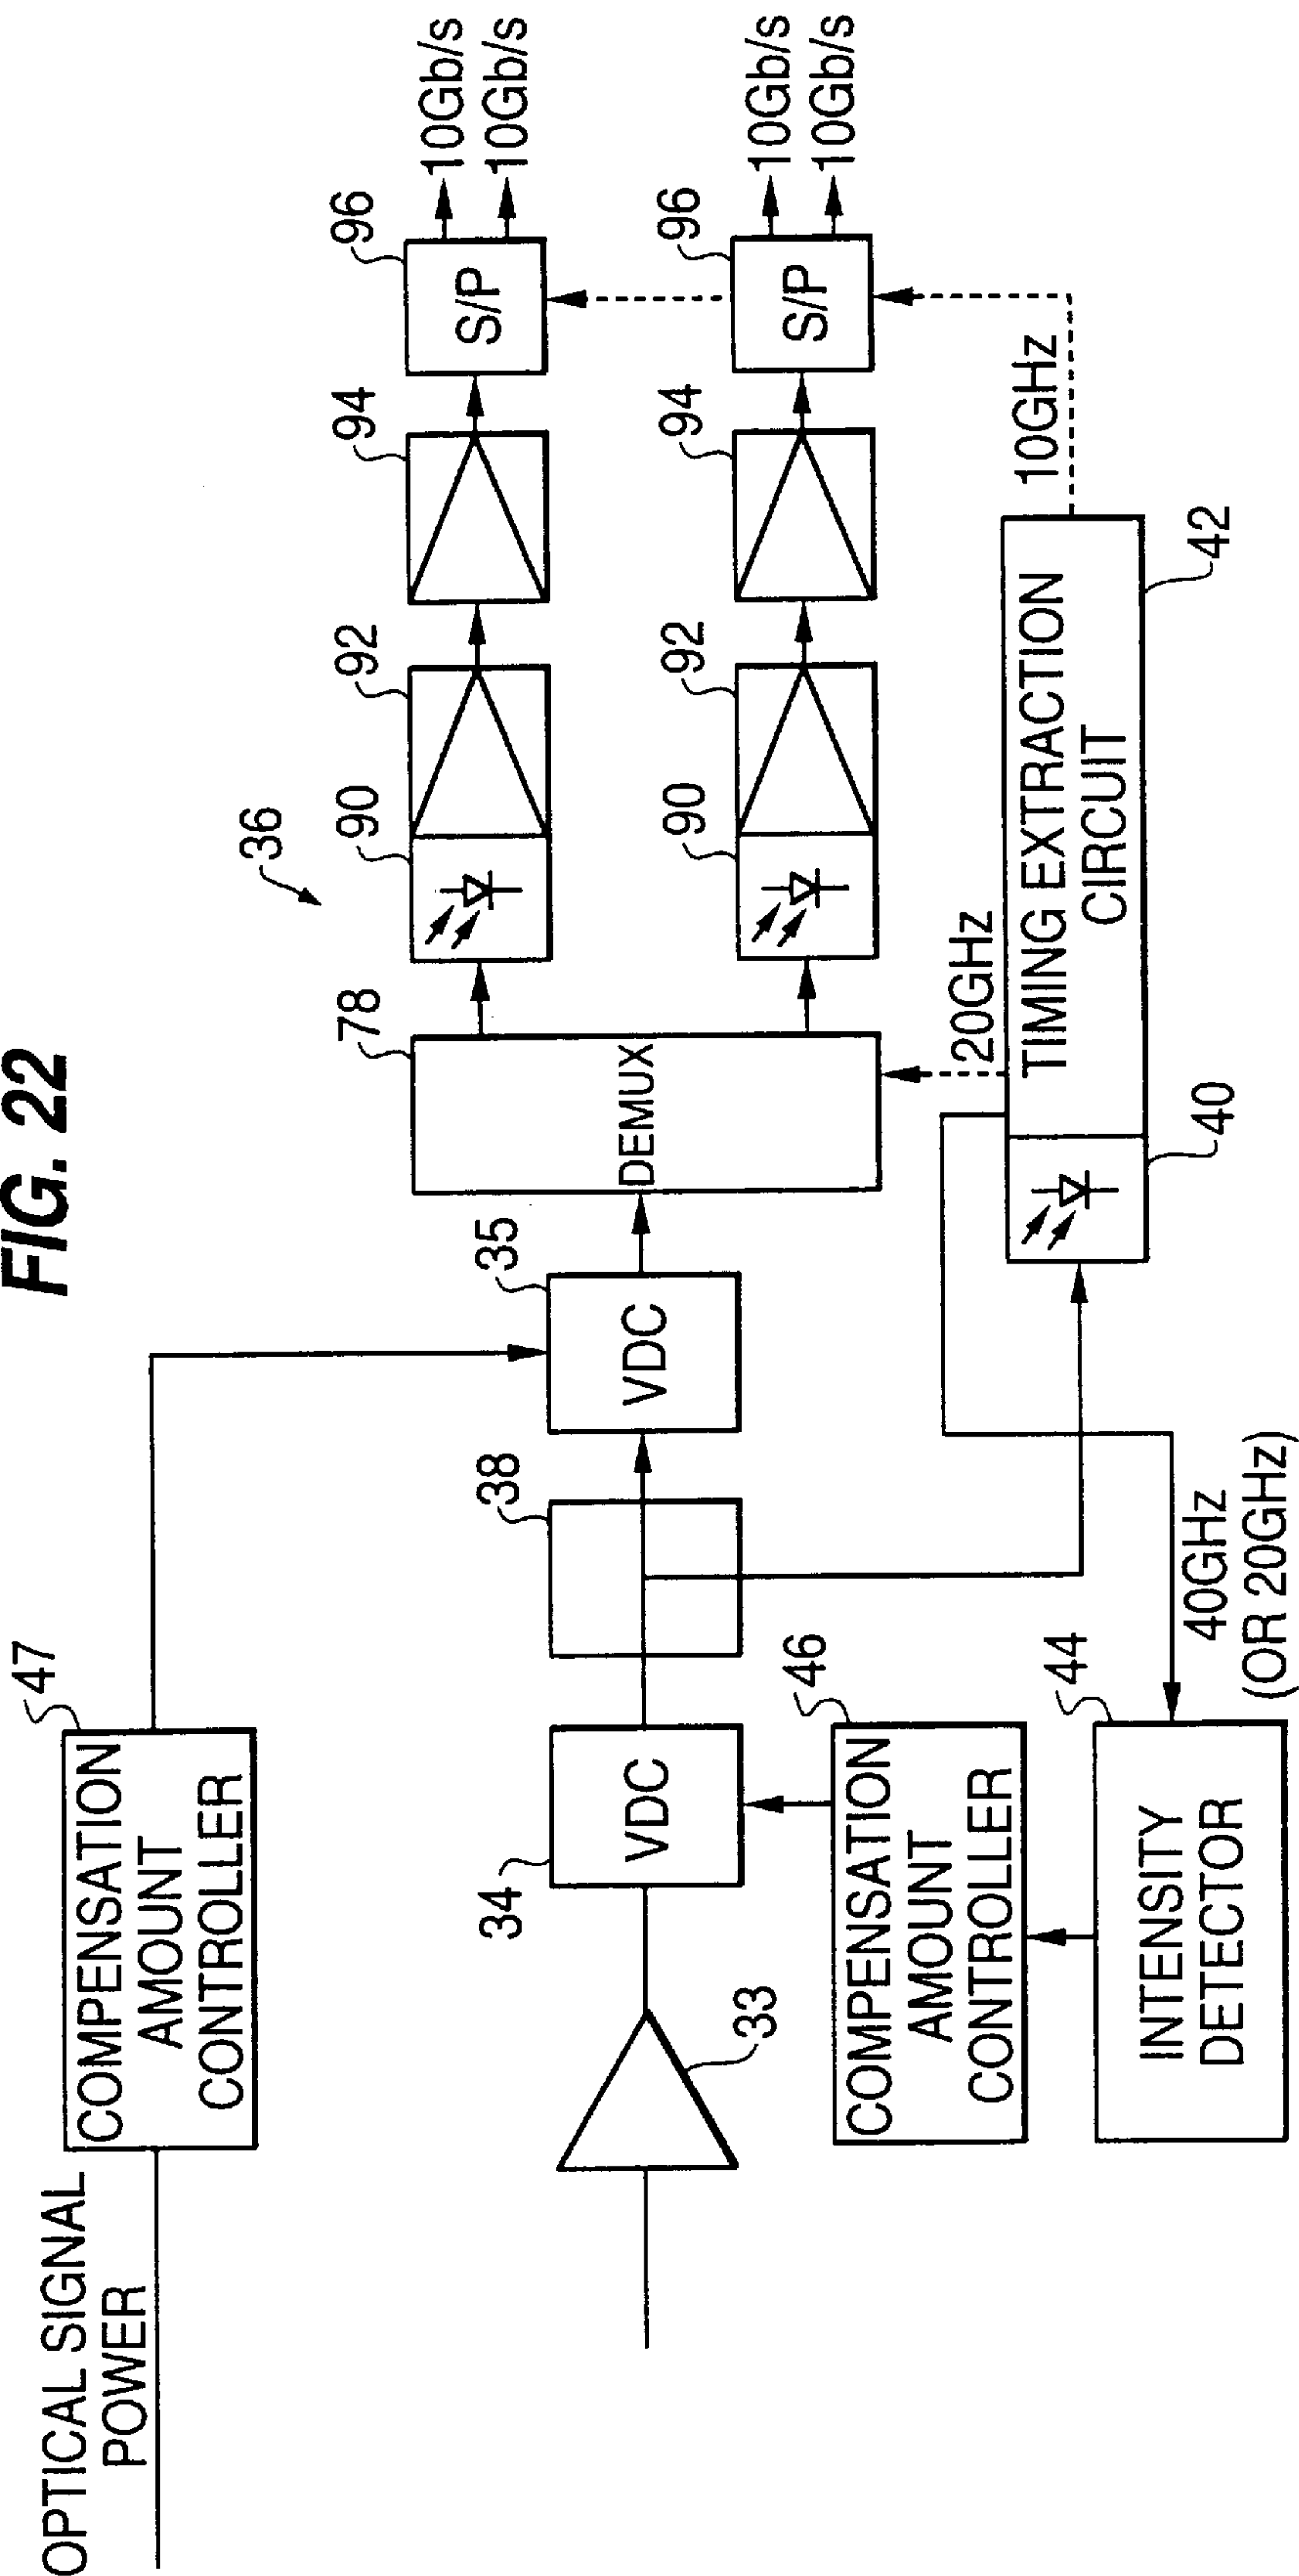 FIG. 22
OPTICAL SIGNAL
POWER
COMPENSATION
AMOUNT
CONTROLLER
47
33
34
VDC
38
35
VDC
78
DEMUX
36
90
92
94
96
S/P
10Gb/s
10Gb/s
90
92
94
96
S/P
10Gb/s
10Gb/s
COMPENSATION
AMOUNT
CONTROLLER
46
INTENSITY
DETECTOR
44
40GHz
(OR 20GHz)
40
20GHz
TIMING EXTRACTION
CIRCUIT
42
10GHz